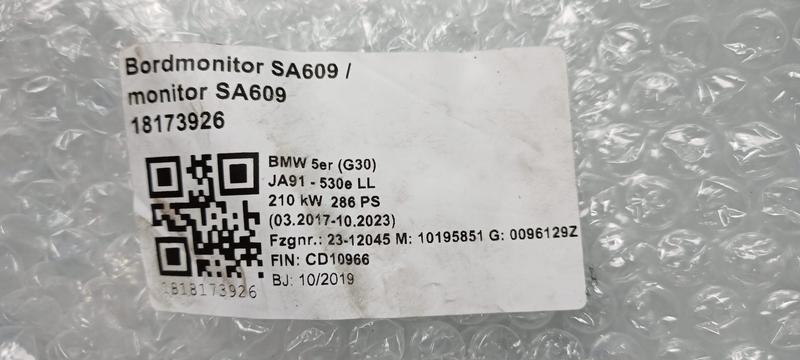 Bordmonitor SA609 /
monitor SA609
18173926
BMW 5er (G30)
JA91 - 530e LL
210 kW 286 PS
(03.2017-10.2023)
Fzgnr.: 23-12045 M: 10195851 G: 0096129Z
FIN: CD10966
BJ: 10/2019
1818173926